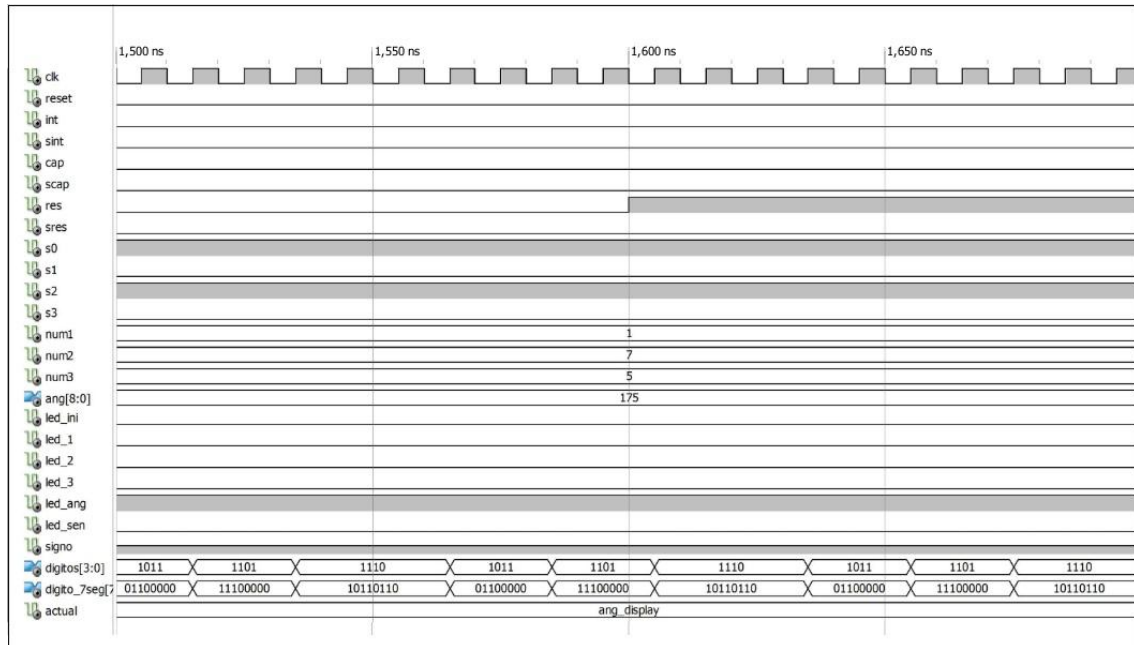 1,500 ns 1,550 ns 1,600 ns 1,650 ns
clk
reset
int
sint
cap
scap
res
sres
s0
s1
s2
s3
num1 1
num2 7
num3 5
ang[8:0] 175
led_ini
led_1
led_2
led_3
led_ang
led_sen
signo
digitos[3:0] 1011 1101 1110 1011 1101 1110 1011 1101 1110
digito_7seg[7 01100000 11100000 10110110 01100000 11100000 10110110 01100000 11100000 10110110
actual ang_display